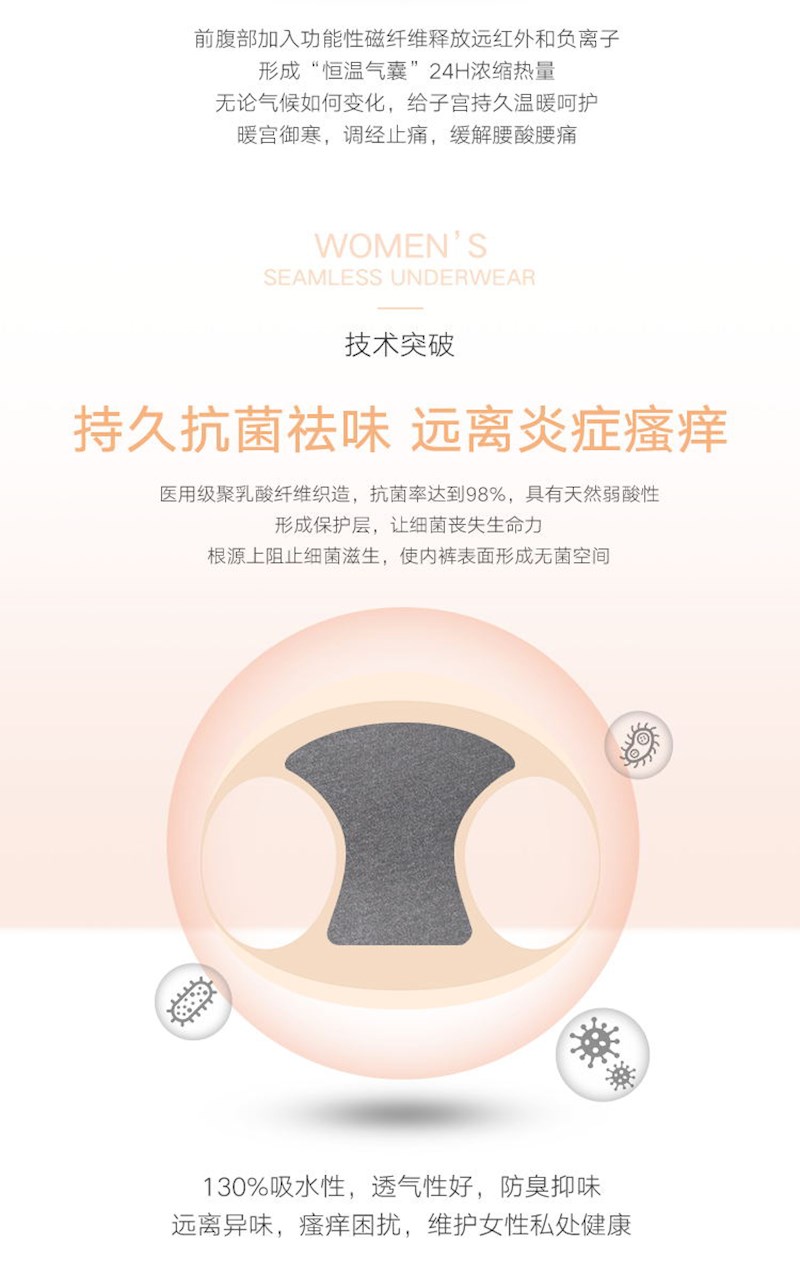 前腹部加入功能性磁纤维释放远红外和负离子
形成“恒温气囊”24H浓缩热量
无论气候如何变化，给子宫持久温暖呵护
暖宫御寒，调经止痛，缓解腰酸腰痛
WOMEN'S
SEAMLESS UNDERWEAR
技术突破
持久抗菌祛味 远离炎症瘙痒
医用级聚乳酸纤维织造，抗菌率达到98%，具有天然弱酸性
形成保护层，让细菌丧失生命力
根源上阻止细菌滋生，使内裤表面形成无菌空间
130%吸水性，透气性好，防臭抑味
远离异味，瘙痒困扰，维护女性私处健康